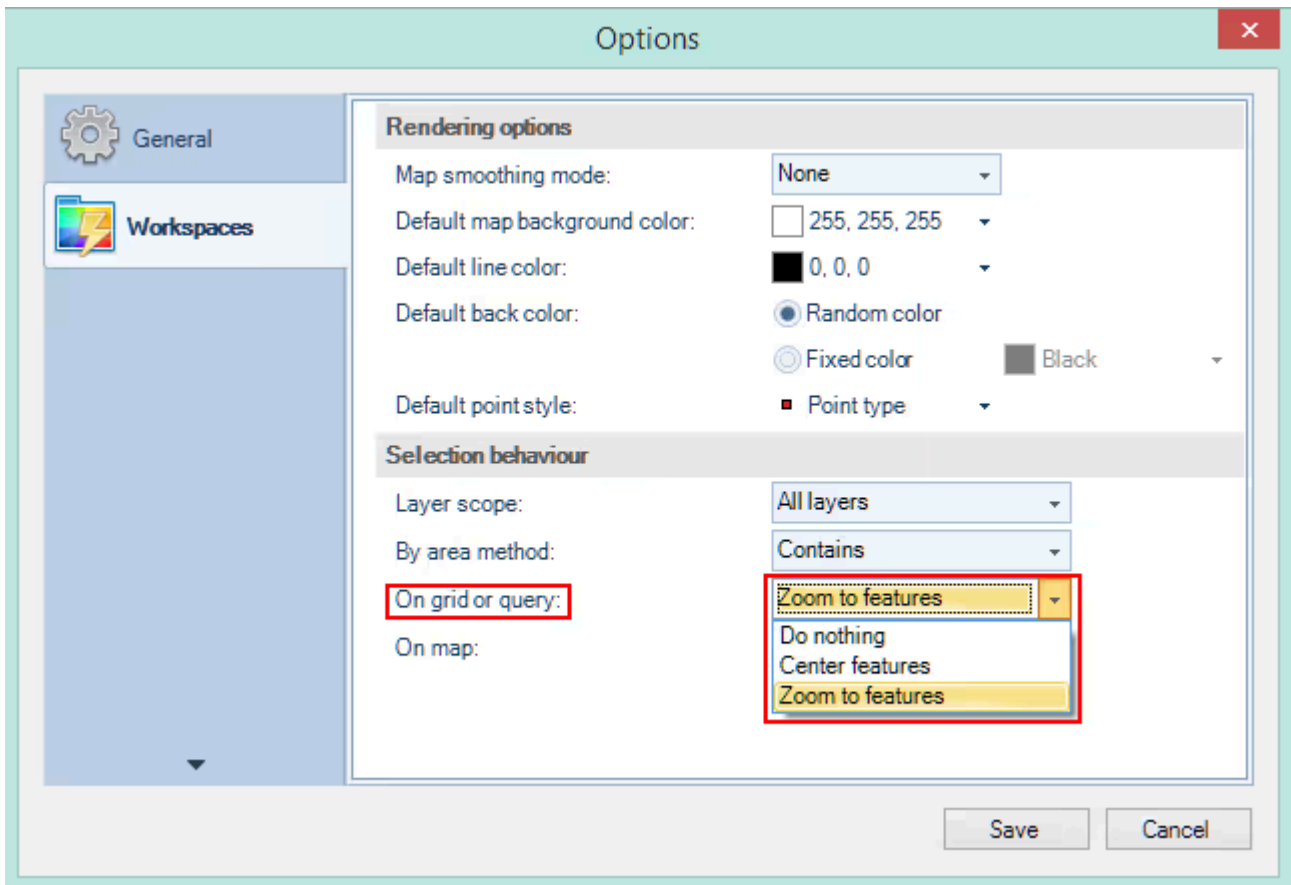 Options
General
Workspaces
Rendering options
Map smoothing mode: None
Default map background color: 255, 255, 255
Default line color: 0, 0, 0
Default back color: Random color
Fixed color Black
Default point style: Point type
Selection behaviour
Layer scope: All layers
By area method: Contains
On grid or query: Zoom to features
Do nothing
On map:
Center features
Zoom to features
Save Cancel